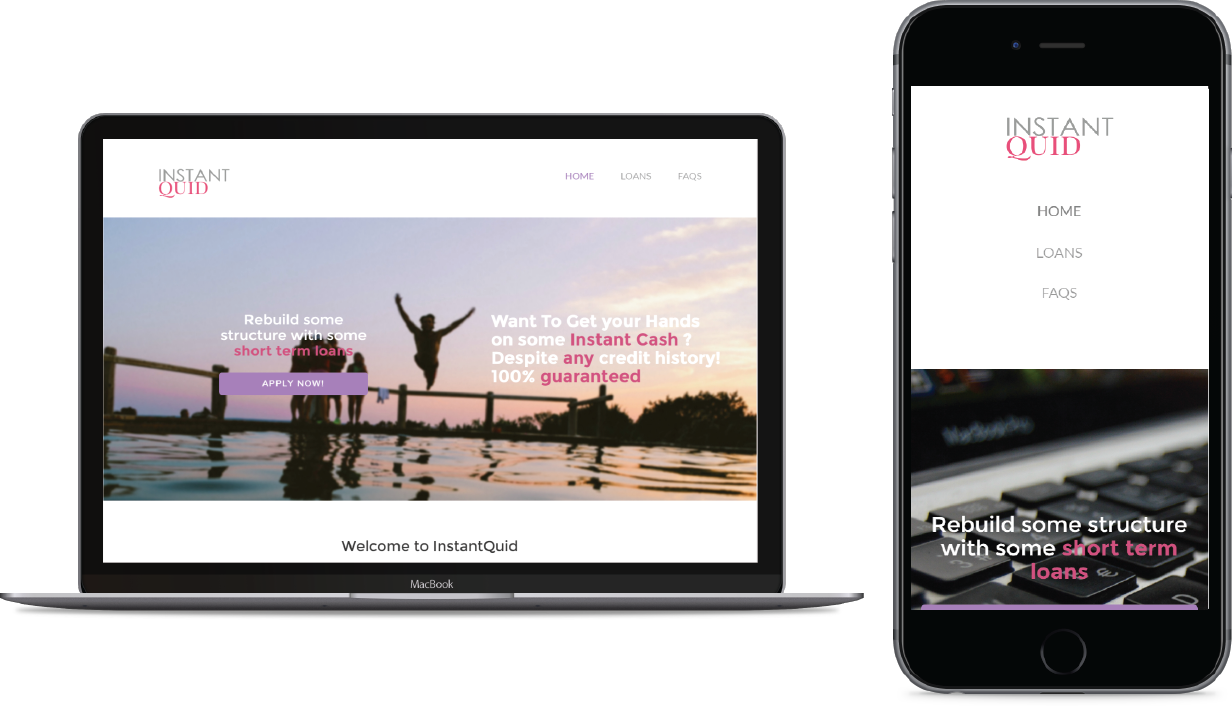 INSTANT
QUID
HOME
LOANS
FAQS
Rebuild some
structure with some
short term loans
APPLY NOW!
Want To Get your Hands
on some Instant Cash ?
Despite any credit history!
100% guaranteed
Welcome to InstantQuid
MacBook
INSTANT
QUID
HOME
LOANS
FAQS
MacBook Pro
Rebuild some structure
with some short term
loans